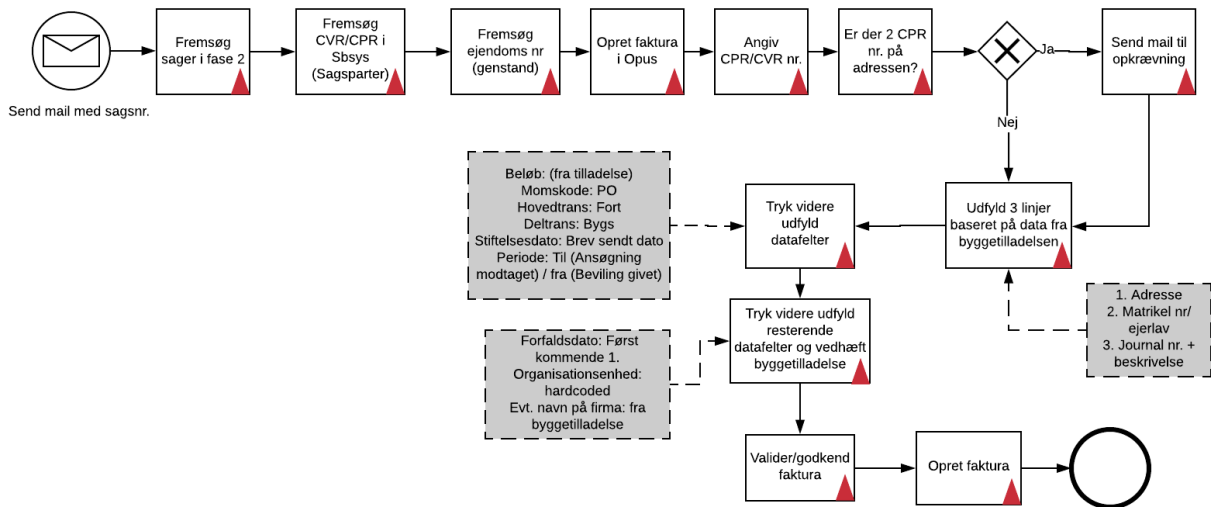 Send mail med sagsnr.
Fremsøg
sager i fase 2
Fremsøg
CVR/CPR i
Sbsys
(Sagsparter)
Fremsøg
ejendoms nr
(genstand)
Opret faktura
i Opus
Angiv
CPR/CVR nr.
Er der 2 CPR
nr. på
adressen?
Ja
Send mail til
opkrævning
Nej
Udfyld 3 linjer
baseret på data fra
byggetilladelsen
1. Adresse
2. Matrikel nr/
ejerlav
3. Journal nr. +
beskrivelse
Tryk videre
udfyld
datafelter
Beløb: (fra tilladelse)
Momskode: PO
Hovedtrans: Fort
Deltrans: Bygs
Stiftelsesdato: Brev sendt dato
Periode: Til (Ansøgning
modtaget) / fra (Beviling givet)
Tryk videre udfyld
resterende
datafelter og vedhæft
byggetilladelse
Forfaldsdato: Først
kommende 1.
Organisationsenhed:
hardcoded
Evt. navn på firma: fra
byggetilladelse
Valider/godkend
faktura
Opret faktura